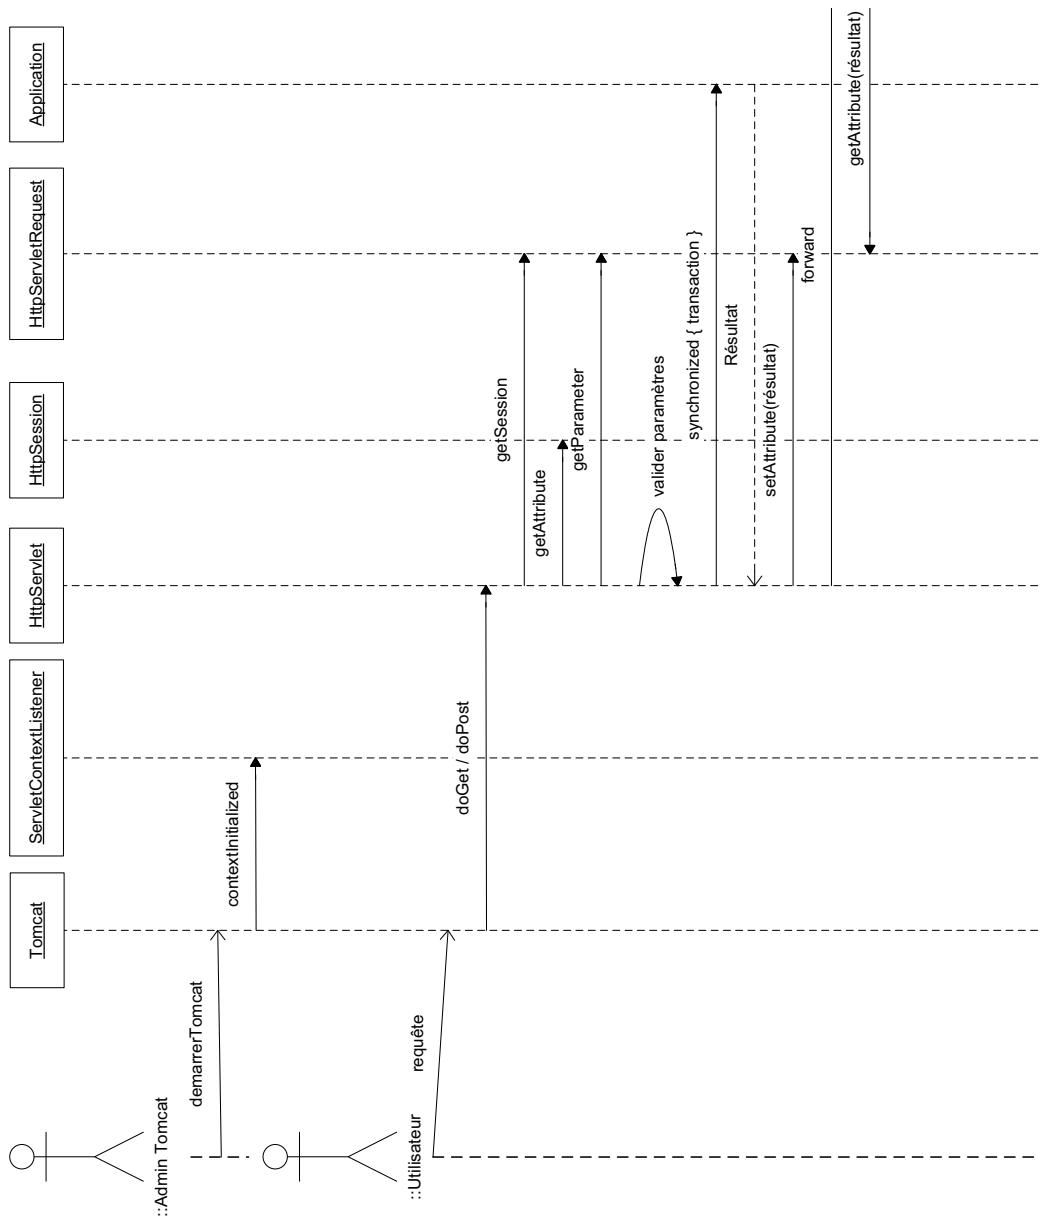 ::Admin Tomcat
::Utilisateur
Tomcat
ServletContextListener
HttpServlet
HttpSession
HttpServletRequest
Application
demarrerTomcat
contextInitialized
requête
doGet / doPost
getSession
getAttribute
getParameter
valider paramètres
synchronized { transaction }
Résultat
setAttribute(résultat)
forward
getAttribute(résultat)